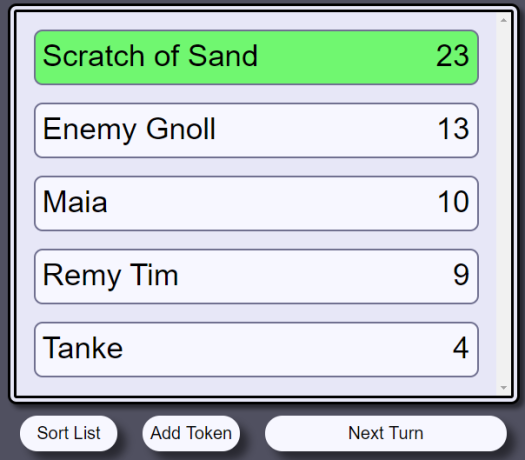 Scratch of Sand 23
Enemy Gnoll 13
Maia 10
Remy Tim 9
Tanke 4
Sort List Add Token Next Turn